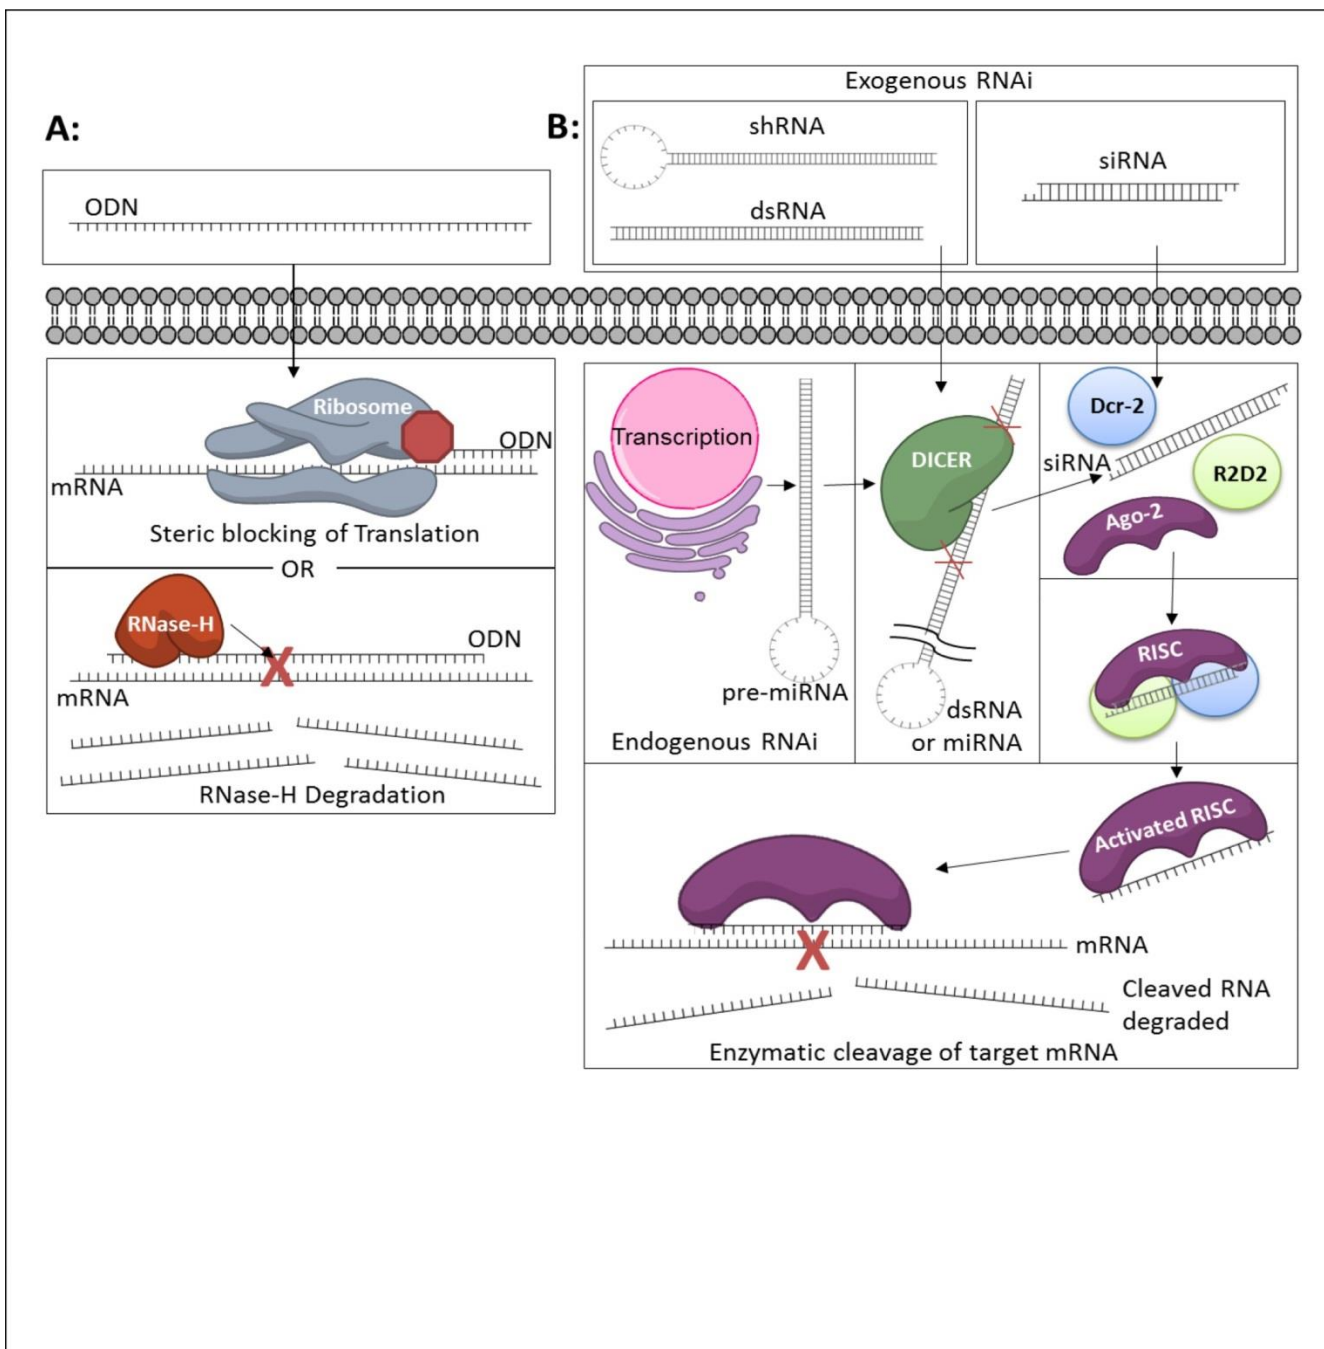 A:
ODN
Ribosome
ODN
mRNA
Steric blocking of Translation
OR
RNase-H
ODN
mRNA
RNase-H Degradation
B:
Exogenous RNAi
shRNA
dsRNA
siRNA
Transcription
pre-miRNA
Endogenous RNAi
DICER
dsRNA
or miRNA
Dcr-2
siRNA
R2D2
Ago-2
RISC
Activated RISC
mRNA
Cleaved RNA
degraded
Enzymatic cleavage of target mRNA